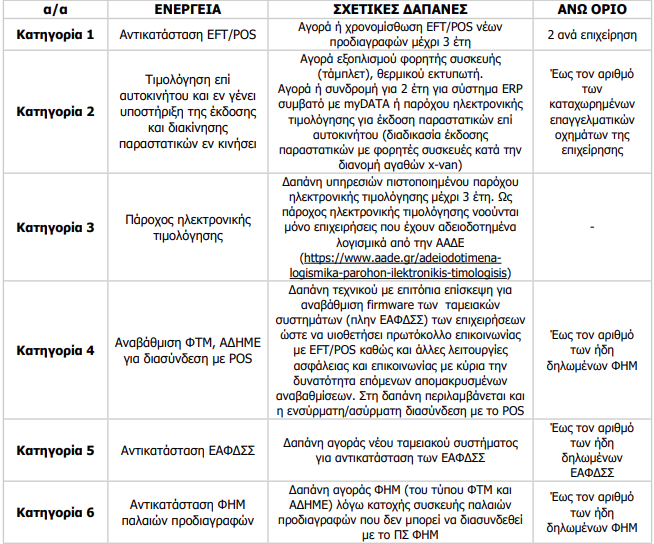 α/α ΕΝΕΡΓΕΙΑ ΣΧΕΤΙΚΕΣ ΔΑΠΑΝΕΣ ΑΝΩ ΟΡΙΟ
Κατηγορία 1
Αντικατάσταση EFT/POS
Αγορά ή χρονομίσθωση EFT/POS νέων
προδιαγραφών μέχρι 3 έτη
2 ανά επιχείρηση
Κατηγορία 2
Τιμολόγηση επί
αυτοκινήτου και εν γένει
υποστήριξη της έκδοσης
και διακίνησης
παραστατικών εν κινήσει
Αγορά εξοπλισμού φορητής συσκευής
(τάμπλετ), θερμικού εκτυπωτή.
Αγορά ή συνδρομή για 2 έτη για σύστημα ERP
συμβατό με myDATA ή παρόχου ηλεκτρονικής
τιμολόγησης για έκδοση παραστατικών επί
αυτοκινήτου (διαδικασία έκδοσης
παραστατικών με φορητές συσκευές κατά την
διανομή αγαθών x-van)
Έως τον αριθμό
των
καταχωρημένων
επαγγελματικών
οχημάτων της
επιχείρησης
Κατηγορία 3
Πάροχος ηλεκτρονικής
τιμολόγησης
Δαπάνη υπηρεσιών πιστοποιημένου παρόχου
ηλεκτρονικής τιμολόγησης μέχρι 3 έτη. Ως
πάροχος ηλεκτρονικής τιμολόγησης νοούνται
μόνο επιχειρήσεις που έχουν αδειοδοτημένα
λογισμικά από την ΑΑΔΕ
(https://www.aade.gr/adeiodotimena-
logismika-parohon-ilektronikis-timologisis)
-
Κατηγορία 4
Αναβάθμιση ΦΤΜ, ΑΔΗΜΕ
για διασύνδεση με POS
Δαπάνη τεχνικού με επιτόπια επίσκεψη για
αναβάθμιση firmware των ταμειακών
συστημάτων (πλην ΕΑΦΔΣΣ) των επιχειρήσεων
ώστε να υιοθετήσει πρωτόκολλο επικοινωνίας
με EFT/POS καθώς και άλλες λειτουργίες
ασφάλειας και επικοινωνίας με κύρια την
δυνατότητα επόμενων απομακρυσμένων
αναβαθμίσεων. Στη δαπάνη περιλαμβάνεται και
η ενσύρματη/ασύρματη διασύνδεση με το POS
Έως τον αριθμό
των ήδη
δηλωμένων ΦΗΜ
Κατηγορία 5
Αντικατάσταση ΕΑΦΔΣΣ
Δαπάνη αγοράς νέου ταμειακού συστήματος
για αντικατάσταση των ΕΑΦΔΣΣ
Έως τον αριθμό
των ήδη
δηλωμένων
ΕΑΦΔΣΣ
Κατηγορία 6
Αντικατάσταση ΦΗΜ
παλαιών προδιαγραφών
Δαπάνη αγοράς ΦΗΜ (του τύπου ΦΤΜ και
ΑΔΗΜΕ) λόγω κατοχής συσκευής παλαιών
προδιαγραφών που δεν μπορεί να διασυνδεθεί
με το ΠΣ ΦΗΜ
Έως τον αριθμό
των ήδη
δηλωμένων ΦΗΜ